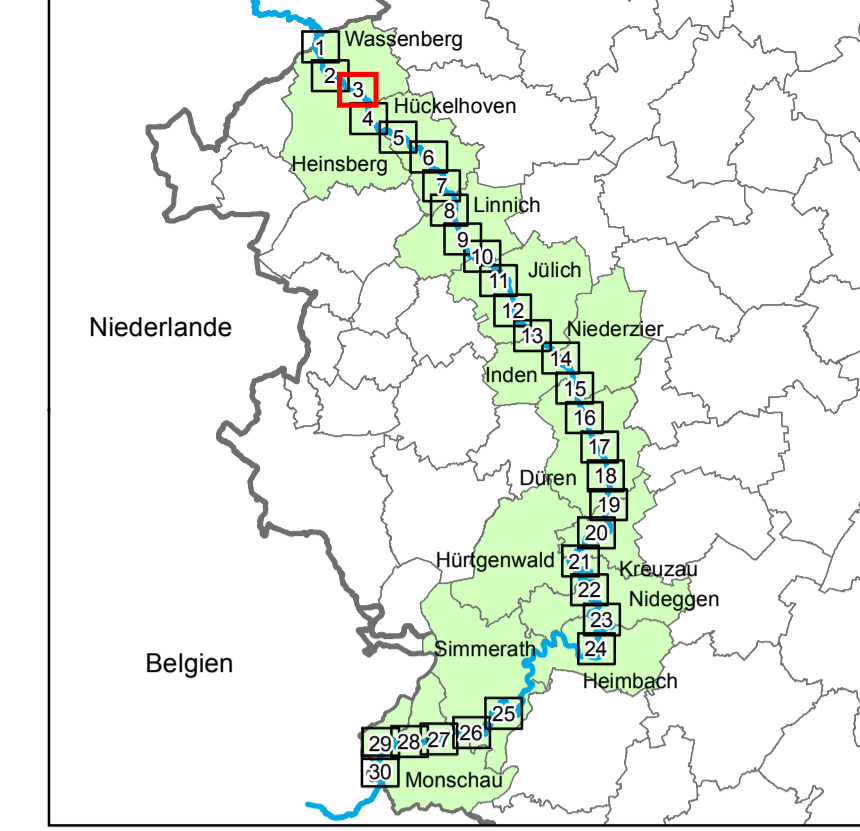 1
Wassenberg
2
3
Hückelhoven
4
5
6
Heinsberg
7
8
Linnich
9
10
Jülich
11
12
13
Niederzier
Niederlande
14
Inden
15
16
17
Düren
18
19
20
Hürtgenwald
21
Kreuzau
22
Nideggen
23
Simmerath
24
Belgien
Heimbach
25
26
27
28
29
30
Monschau